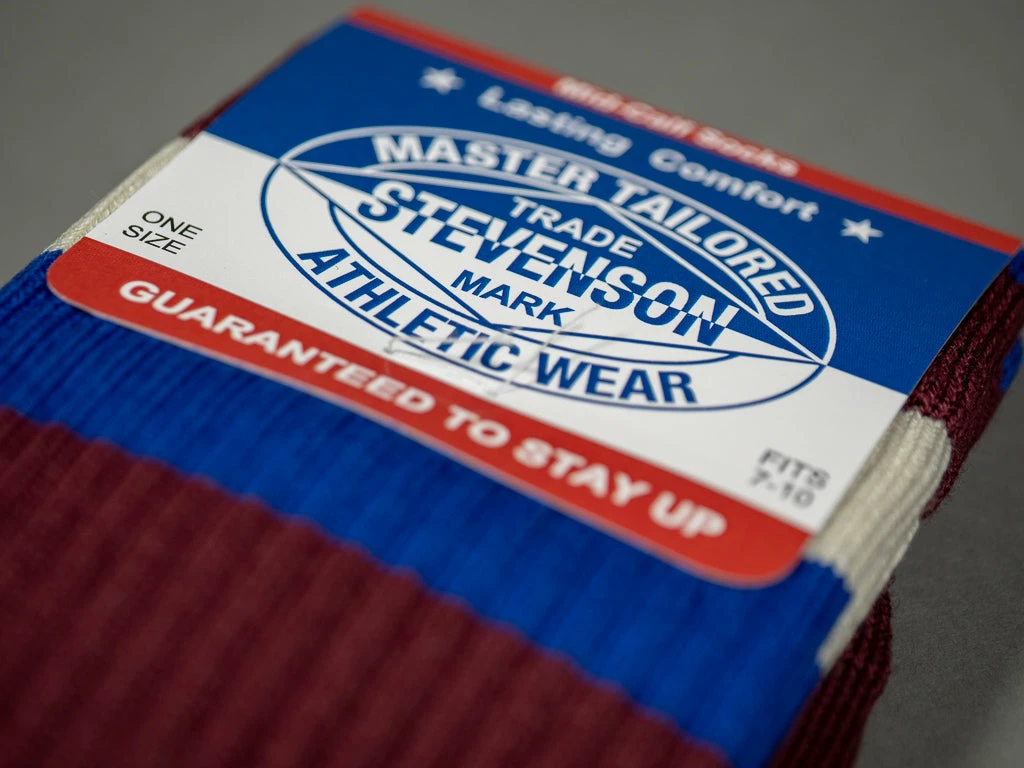 Mid-Calf Socks
Lasting Comfort
MASTER TAILORED
TRADE
STEVENSON
MARK
ATHLETIC WEAR
ONE
SIZE
FITS
7-10
GUARANTEED TO STAY UP